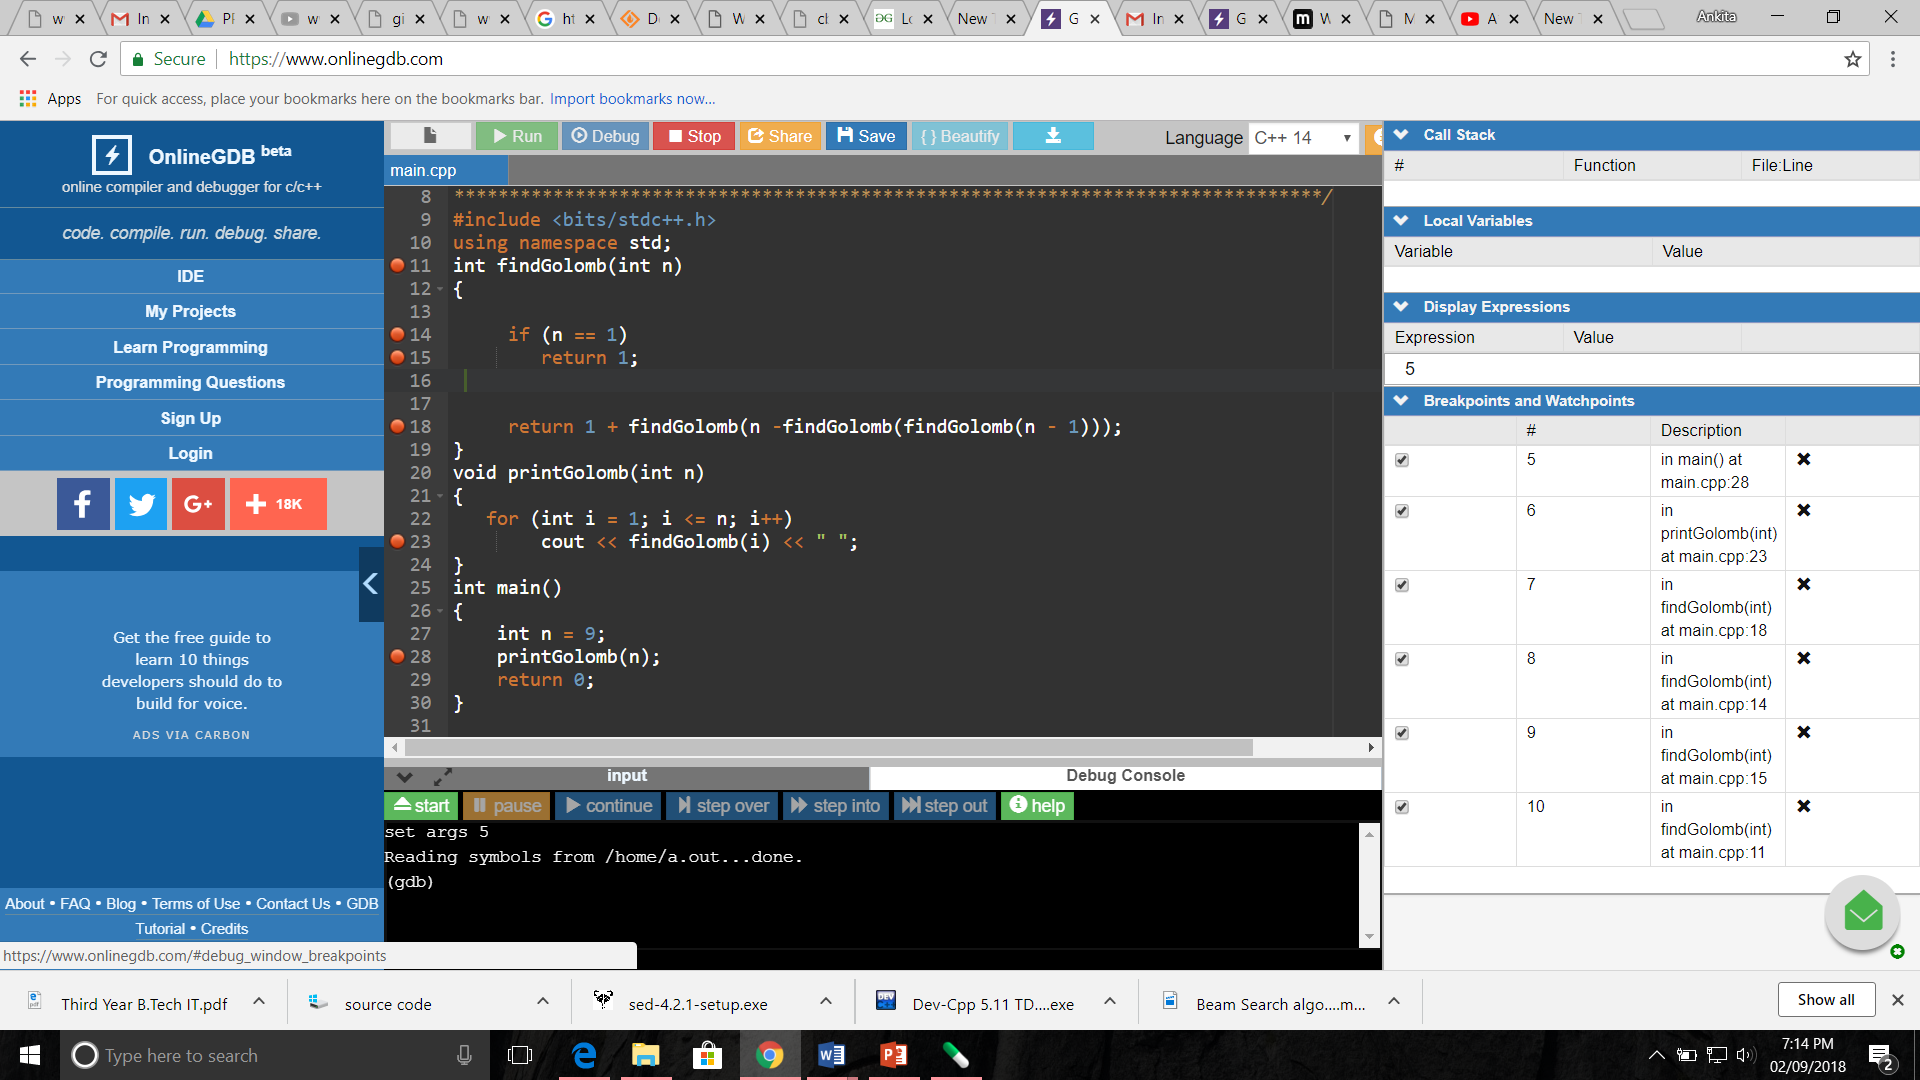 w
In
PF
w
gi
w
ht
D
W
cl
Lo
New T
G
In
G
W
M
A
New T
Ankita
Secure
https://www.onlinegdb.com
Apps
For quick access, place your bookmarks here on the bookmarks bar. Import bookmarks now...
OnlineGDB beta
online compiler and debugger for c/c++
code. compile. run. debug. share.
IDE
My Projects
Learn Programming
Programming Questions
Sign Up
Login
18K
Get the free guide to
learn 10 things
developers should do to
build for voice.
ADS VIA CARBON
About • FAQ • Blog • Terms of Use • Contact Us • GDB
Tutorial • Credits
https://www.onlinegdb.com/#debug_window_breakpoints
Run
Debug
Stop
Share
Save
{ } Beautify
Language
C++ 14
main.cpp
8 *******************************************************************************/
9 #include <bits/stdc++.h>
10 using namespace std;
11 int findGolomb(int n)
12 {
13
14 if (n == 1)
15 return 1;
16
17
18 return 1 + findGolomb(n -findGolomb(findGolomb(n - 1)));
19 }
20 void printGolomb(int n)
21 {
22 for (int i = 1; i <= n; i++)
23 cout << findGolomb(i) << " ";
24 }
25 int main()
26 {
27 int n = 9;
28 printGolomb(n);
29 return 0;
30 }
31
input
Debug Console
start
pause
continue
step over
step into
step out
help
set args 5
Reading symbols from /home/a.out...done.
(gdb)
Call Stack
# Function File:Line
Local Variables
Variable Value
Display Expressions
Expression Value
5
Breakpoints and Watchpoints
# Description
5 in main() at
main.cpp:28
6 in
printGolomb(int)
at main.cpp:23
7 in
findGolomb(int)
at main.cpp:18
8 in
findGolomb(int)
at main.cpp:14
9 in
findGolomb(int)
at main.cpp:15
10 in
findGolomb(int)
at main.cpp:11
Third Year B.Tech IT.pdf
source code
sed-4.2.1-setup.exe
Dev-Cpp 5.11 TD....exe
Beam Search algo....m...
Show all
Type here to search
7:14 PM
02/09/2018
2